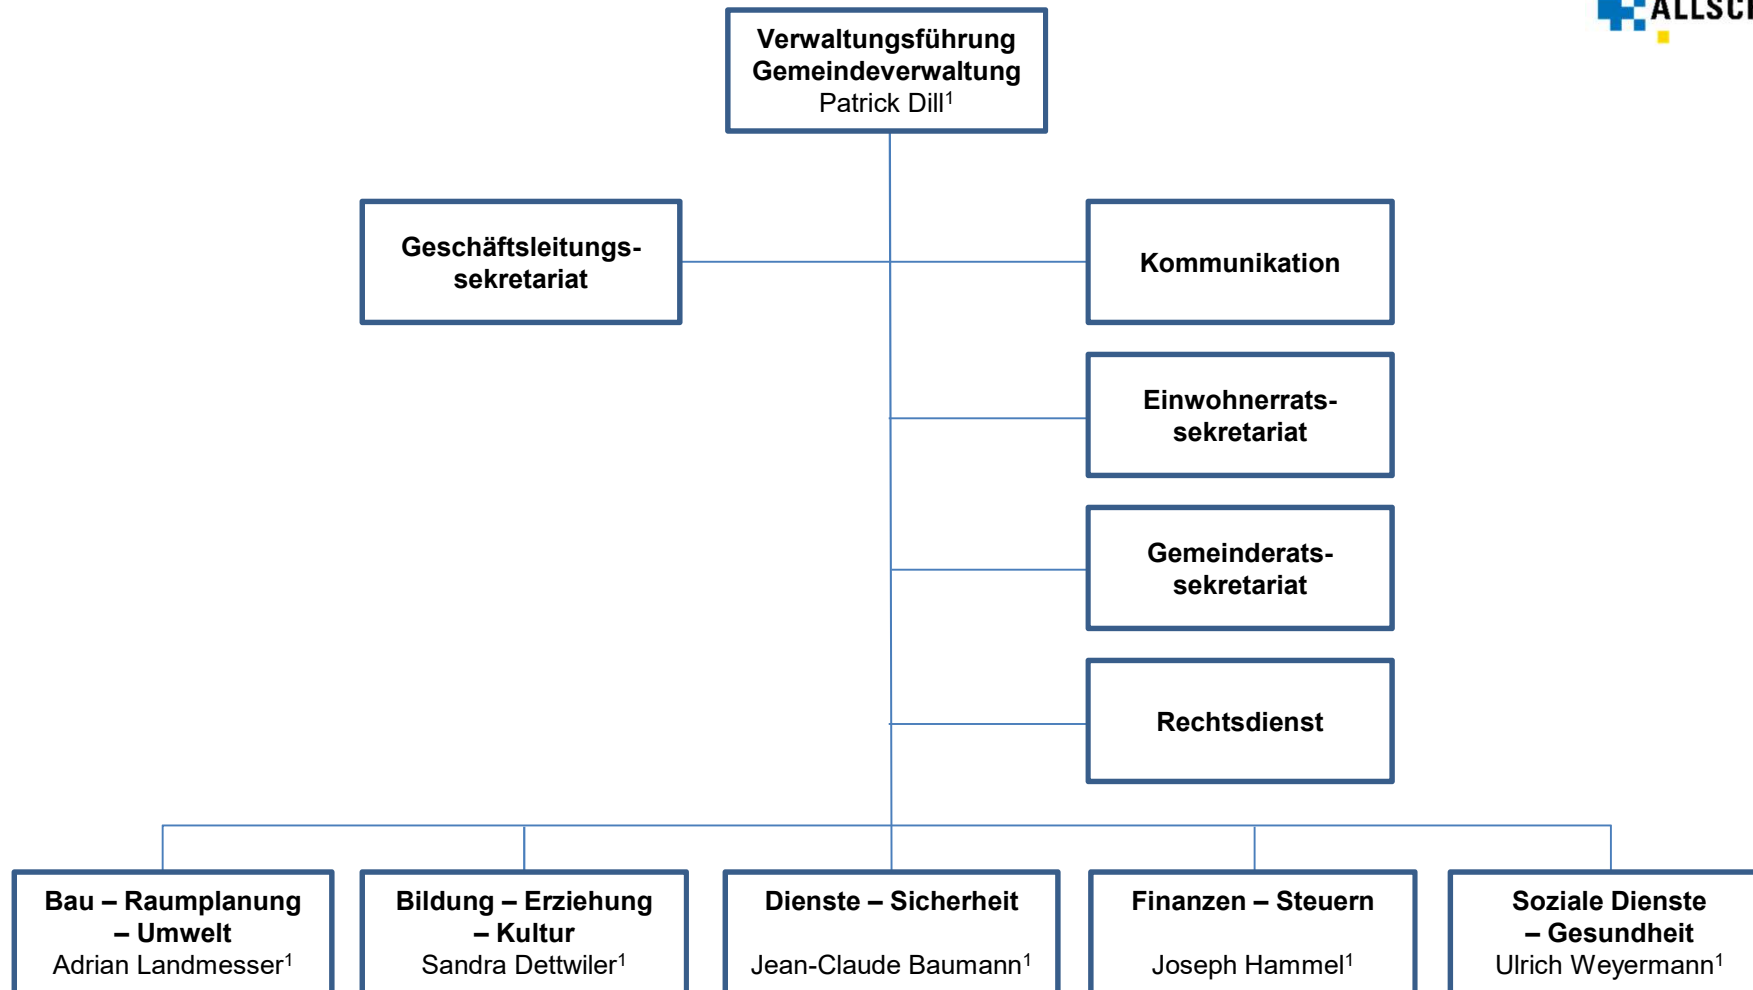 ALLSCH
Verwaltungsführung
Gemeindeverwaltung
Patrick Dill¹
Geschäftsleitungs-
sekretariat
Kommunikation
Einwohnerrats-
sekretariat
Gemeinderats-
sekretariat
Rechtsdienst
Bau – Raumplanung
– Umwelt
Adrian Landmesser¹
Bildung – Erziehung
– Kultur
Sandra Dettwiler¹
Dienste – Sicherheit
Jean-Claude Baumann¹
Finanzen – Steuern
Joseph Hammel¹
Soziale Dienste
– Gesundheit
Ulrich Weyermann¹